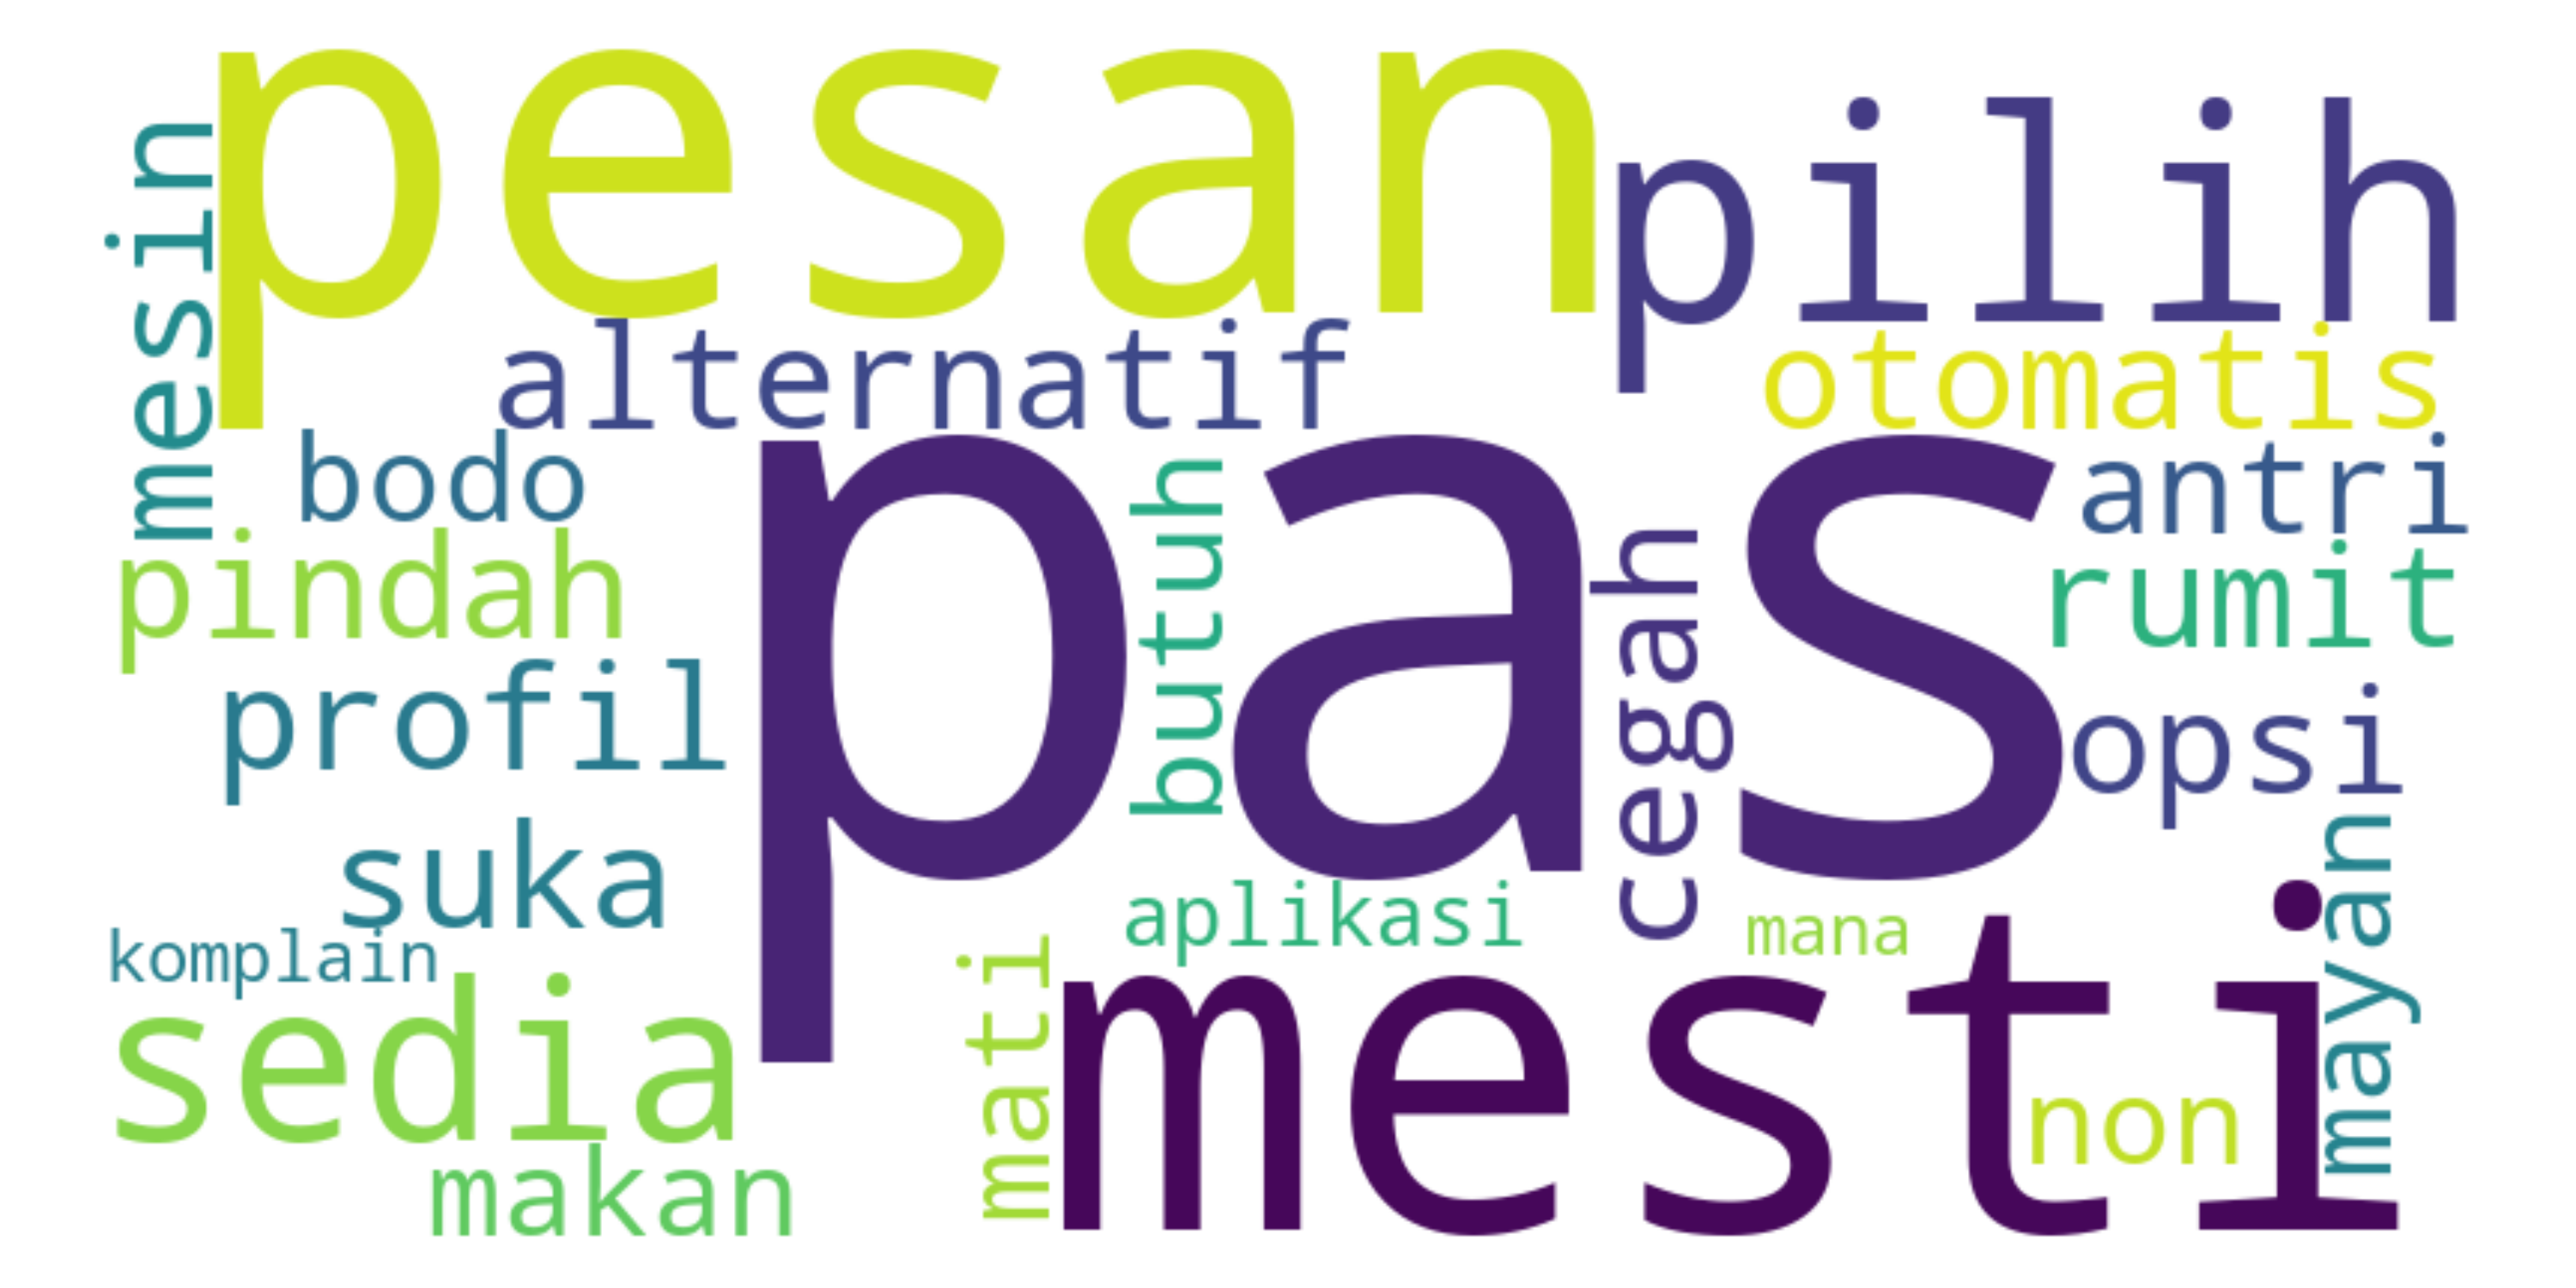 pesan
pilih
mesin
alternatif
otomatis
bodo
pas
antri
butuh
cegah
pindah
rumit
profil
opsi
suka
mayani
aplikasi
mana
komplain
sedia
mati
mesti
non
makan